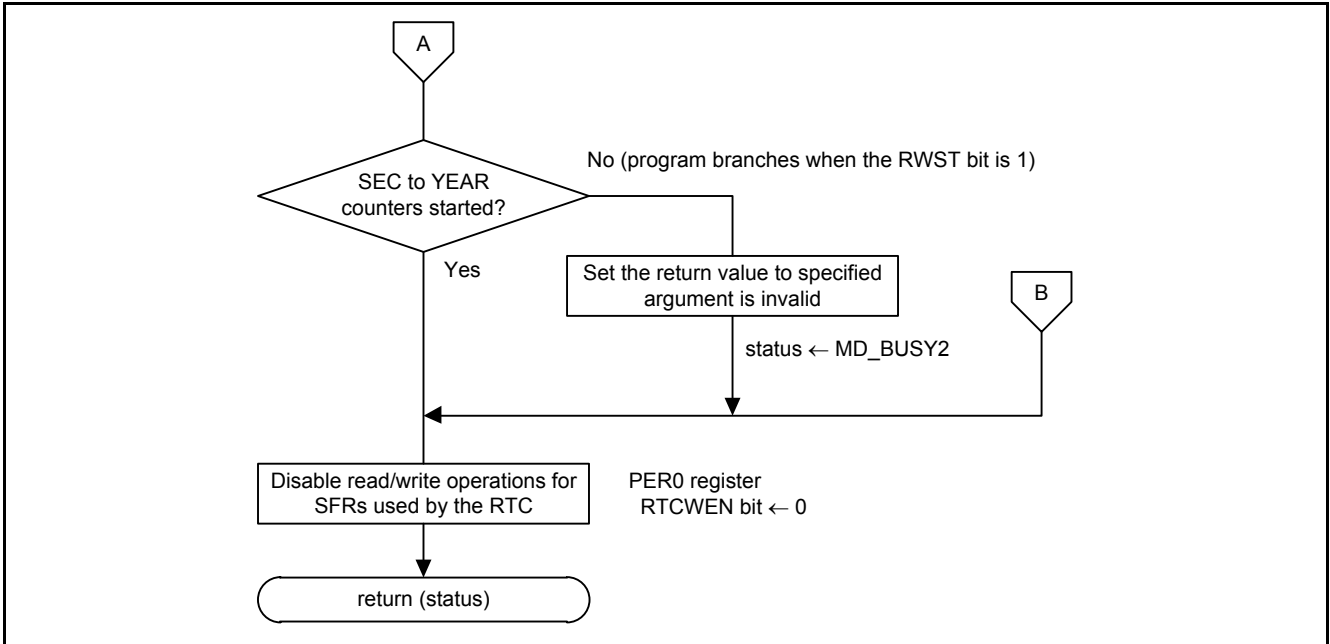 A
No (program branches when the RWST bit is 1)
SEC to YEAR
counters started?
Yes
Set the return value to specified
argument is invalid
B
status ← MD_BUSY2
Disable read/write operations for
SFRs used by the RTC
PER0 register
RTCWEN bit ← 0
return (status)